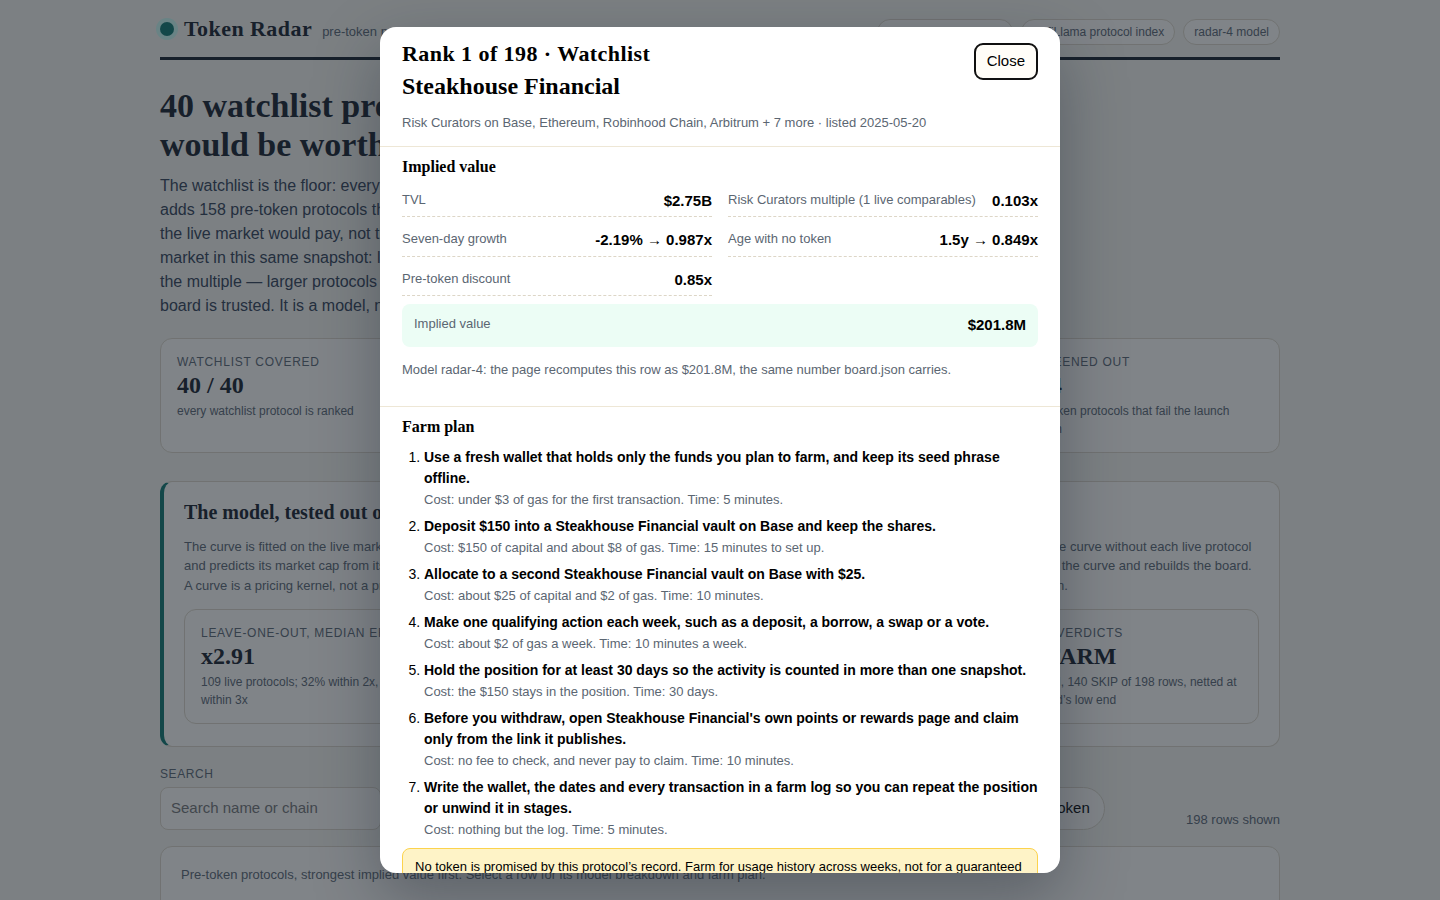 Token Radar pre-token
Llama protocol index
radar-4 model
40 watchlist
would be worth
The watchlist is the floor: every
adds 158 pre-token protocols
the live market would pay, not
market in this same snapshot:
the multiple — larger protocols
board is trusted. It is a model,
WATCHLIST COVERED
40 / 40
every watchlist protocol is ranked
OUT
protocols that fail the launch
The model, tested out
The curve is fitted on the live
and predicts its market cap from
A curve is a pricing kernel, not a
curve without each live protocol
the curve and rebuilds the board.
LEAVE-ONE-OUT, MEDIAN
x2.91
109 live protocols; 32% within 2x,
within 3x
VERDICTS
ARM
, 140 SKIP of 198 rows, netted at
low end
SEARCH
Search name or chain
198 rows shown
Pre-token protocols, strongest implied value first. Select a row for its model breakdown and farm plan.
Rank 1 of 198 · Watchlist
Steakhouse Financial
Close
Risk Curators on Base, Ethereum, Robinhood Chain, Arbitrum + 7 more · listed 2025-05-20
Implied value
TVL $2.75B
Risk Curators multiple (1 live comparables) 0.103x
Seven-day growth -2.19% → 0.987x
Age with no token 1.5y → 0.849x
Pre-token discount 0.85x
Implied value $201.8M
Model radar-4: the page recomputes this row as $201.8M, the same number board.json carries.
Farm plan
1. Use a fresh wallet that holds only the funds you plan to farm, and keep its seed phrase
offline.
Cost: under $3 of gas for the first transaction. Time: 5 minutes.
2. Deposit $150 into a Steakhouse Financial vault on Base and keep the shares.
Cost: $150 of capital and about $8 of gas. Time: 15 minutes to set up.
3. Allocate to a second Steakhouse Financial vault on Base with $25.
Cost: about $25 of capital and $2 of gas. Time: 10 minutes.
4. Make one qualifying action each week, such as a deposit, a borrow, a swap or a vote.
Cost: about $2 of gas a week. Time: 10 minutes a week.
5. Hold the position for at least 30 days so the activity is counted in more than one snapshot.
Cost: the $150 stays in the position. Time: 30 days.
6. Before you withdraw, open Steakhouse Financial's own points or rewards page and claim
only from the link it publishes.
Cost: no fee to check, and never pay to claim. Time: 10 minutes.
7. Write the wallet, the dates and every transaction in a farm log so you can repeat the position
or unwind it in stages.
Cost: nothing but the log. Time: 5 minutes.
No token is promised by this protocol's record. Farm for usage history across weeks, not for a guaranteed